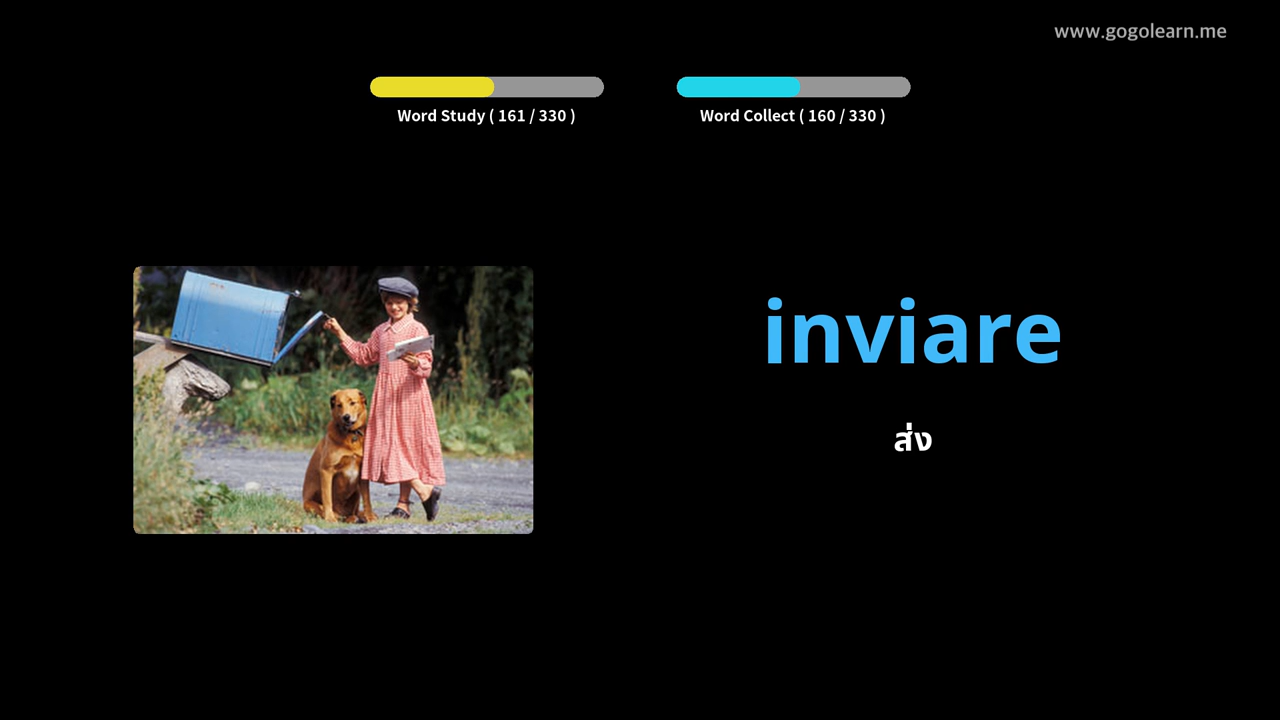 www.gogolearn.me
Word Study ( 161 / 330 )
Word Collect ( 160 / 330 )
inviare
ส่ง